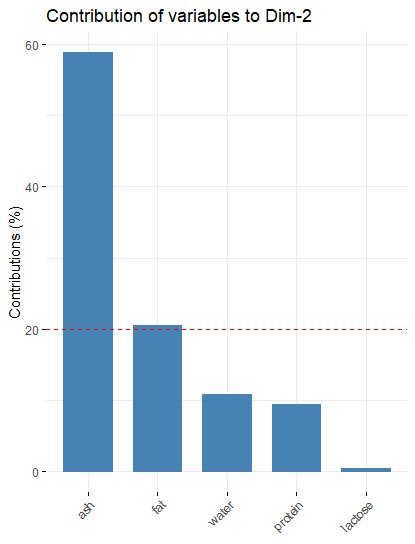 Contribution of variables to Dim-2
Contributions (%)
60
40
20
0
ash
fat
water
protein
lactose